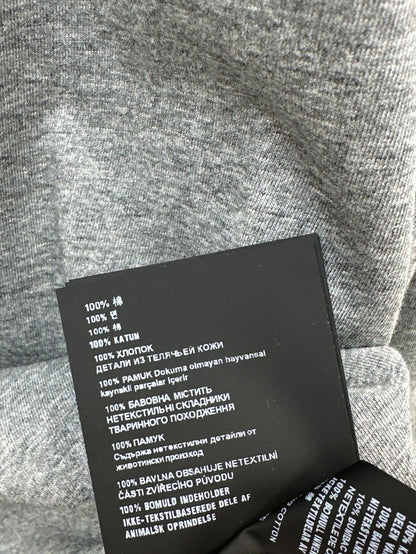 100% 棉
100% 면
100% 棉
100% KATUN
100% ХЛОПОК
ДЕТАЛИ ИЗ ТЕЛЯЧЬЕЙ КОЖИ
100% PAMUK Dokuma olmayan hayvansal
kaynakli parçalar içerir
100% БАВОВНА МІСТИТЬ
НЕТЕКСТИЛЬНІ СКЛАДНИКИ
ТВАРИННОГО ПОХОДЖЕННЯ
100% ПАМУК
Съдържа нетекстилни детайли от
животински произход
100% BAVLNA OBSAHUJE NETEXTILNÍ
ČÁSTI ZVÍŘECÍHO PŮVODU
100% BOMULD INDEHOLDER
IKKE-TEKSTILBASEREDE DELE AF
ANIMALSK OPRINDELSE
COTTON